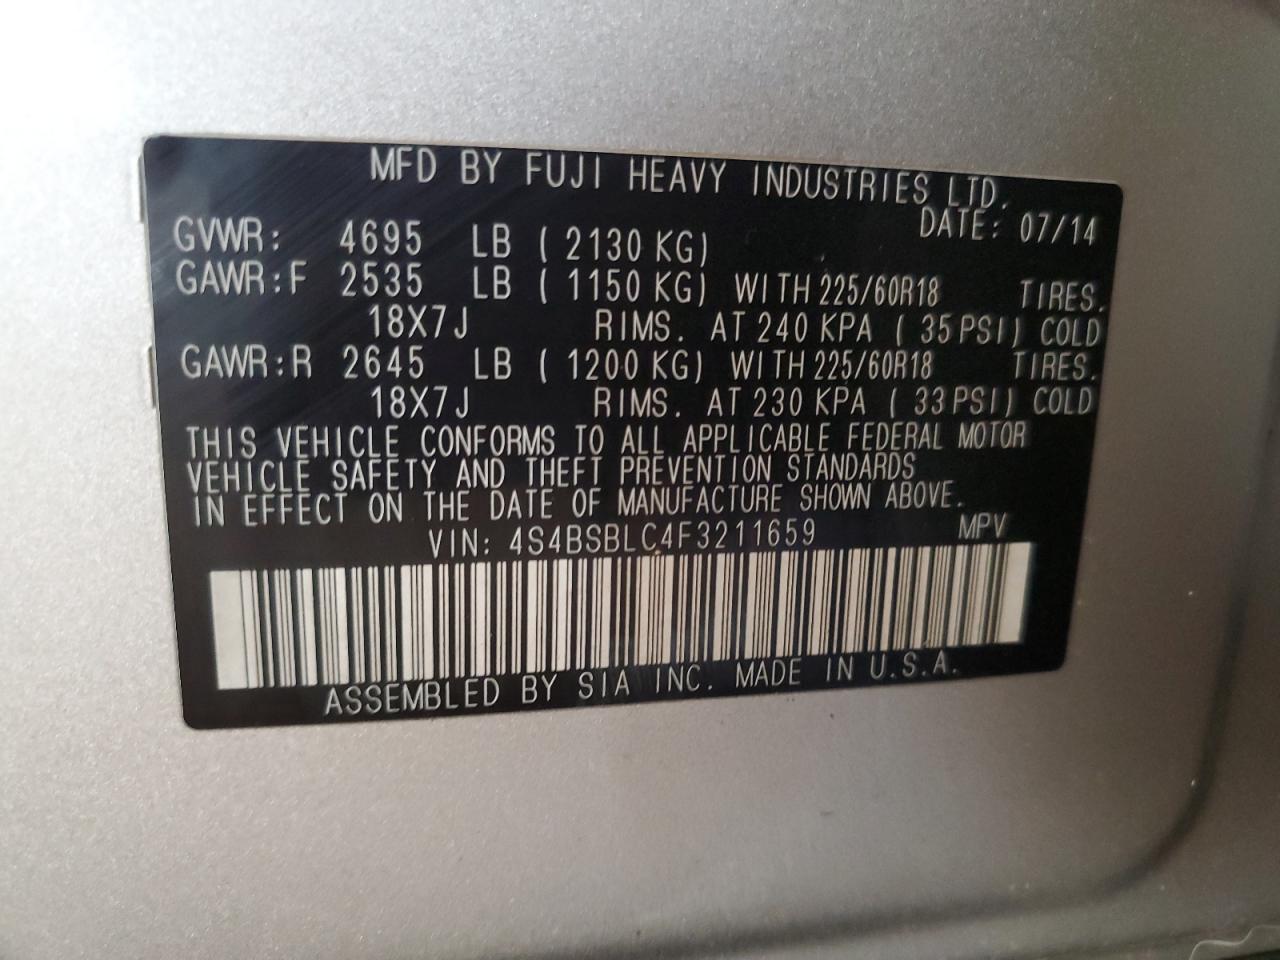 MFD BY FUJI HEAVY INDUSTRIES LTD.
DATE: 07/14
GVWR: 4695 LB ( 2130 KG)
GAWR:F 2535 LB ( 1150 KG) WITH 225/60R18 TIRES.
18X7J RIMS. AT 240 KPA ( 35 PSI) COLD
GAWR:R 2645 LB ( 1200 KG) WITH 225/60R18 TIRES.
18X7J RIMS. AT 230 KPA ( 33 PSI) COLD
THIS VEHICLE CONFORMS TO ALL APPLICABLE FEDERAL MOTOR
VEHICLE SAFETY AND THEFT PREVENTION STANDARDS
IN EFFECT ON THE DATE OF MANUFACTURE SHOWN ABOVE.
VIN: 4S4BSBLC4F3211659 MPV
ASSEMBLED BY SIA INC. MADE IN U.S.A.